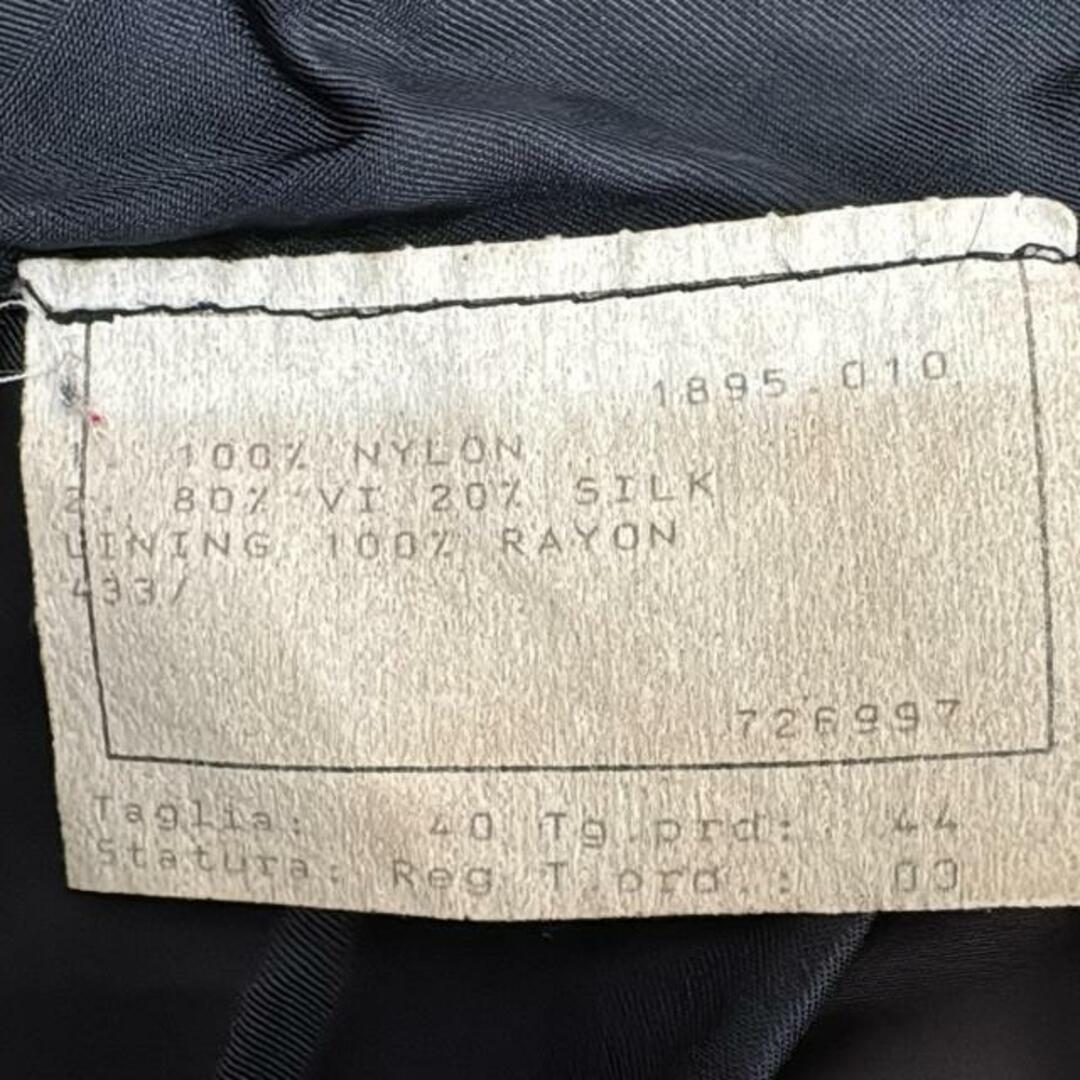 1895.010
1. 100% NYLON
2. 80% VI 20% SILK
LINING 100% RAYON
433/
726997
Taglia: 40 Tg.prd: 44
Statura: Reg T.ord.: 03